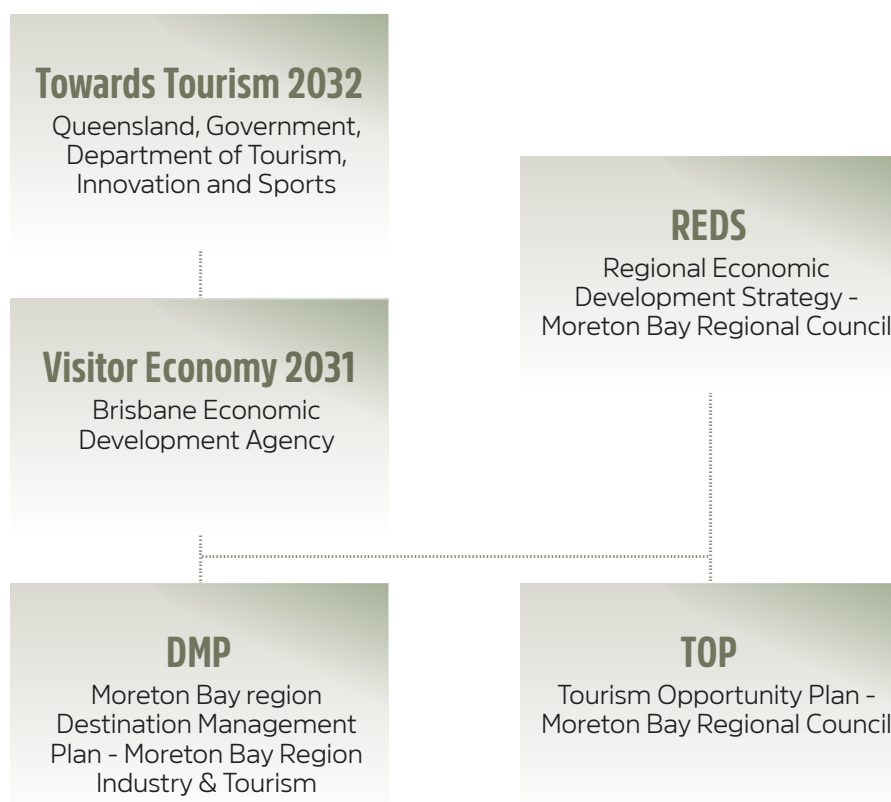 Towards Tourism 2032
Queensland, Government,
Department of Tourism,
Innovation and Sports
REDS
Regional Economic
Development Strategy -
Moreton Bay Regional Council
Visitor Economy 2031
Brisbane Economic
Development Agency
DMP
Moreton Bay region
Destination Management
Plan - Moreton Bay Region
Industry & Tourism
TOP
Tourism Opportunity Plan -
Moreton Bay Regional Council